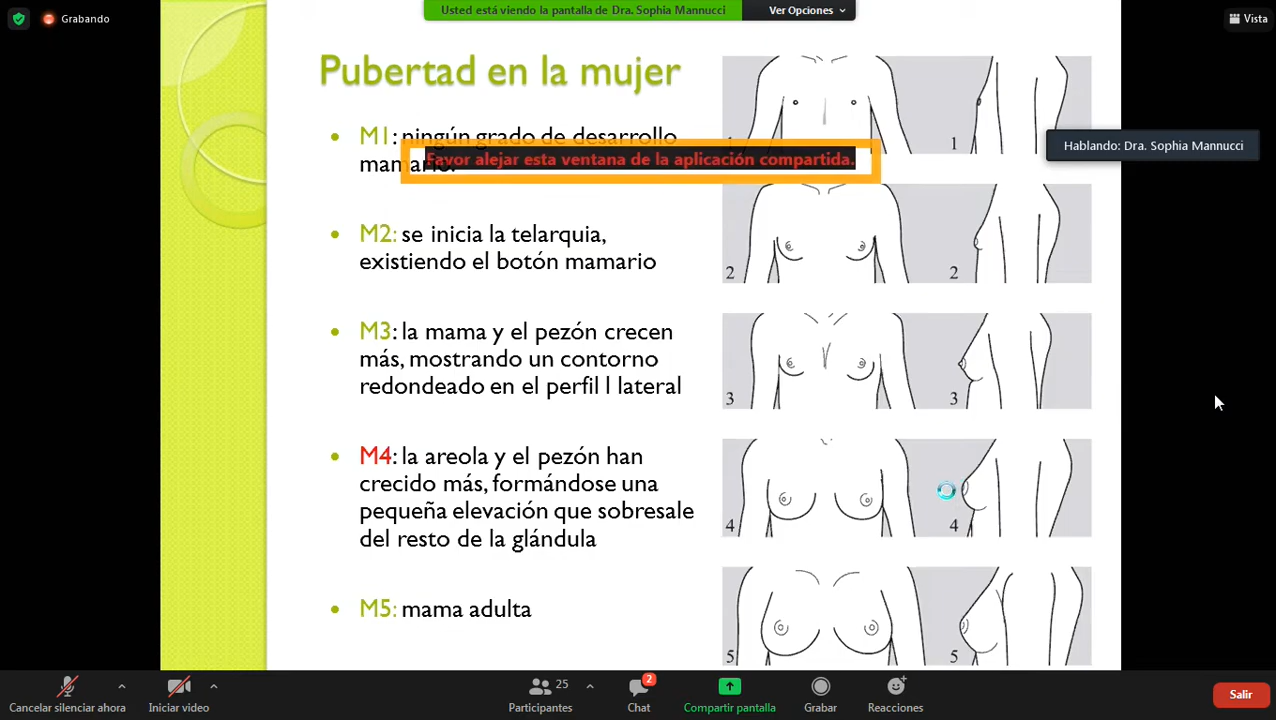 Grabando
Usted está viendo la pantalla de Dra. Sophia Mannucci
Ver Opciones
Vista
Pubertad en la mujer
M1: ningún grado de desarrollo
mamario.
Favor alejar esta ventana de la aplicación compartida.
Hablando: Dra. Sophia Mannucci
M2: se inicia la telarquia,
existiendo el botón mamario
M3: la mama y el pezón crecen
más, mostrando un contorno
redondeado en el perfil l lateral
M4: la areola y el pezón han
crecido más, formándose una
pequeña elevación que sobresale
del resto de la glándula
M5: mama adulta
1 1
2 2
3 3
4 4
5 5
Cancelar silenciar ahora
Iniciar video
25
Participantes
2
Chat
Compartir pantalla
Grabar
Reacciones
Salir